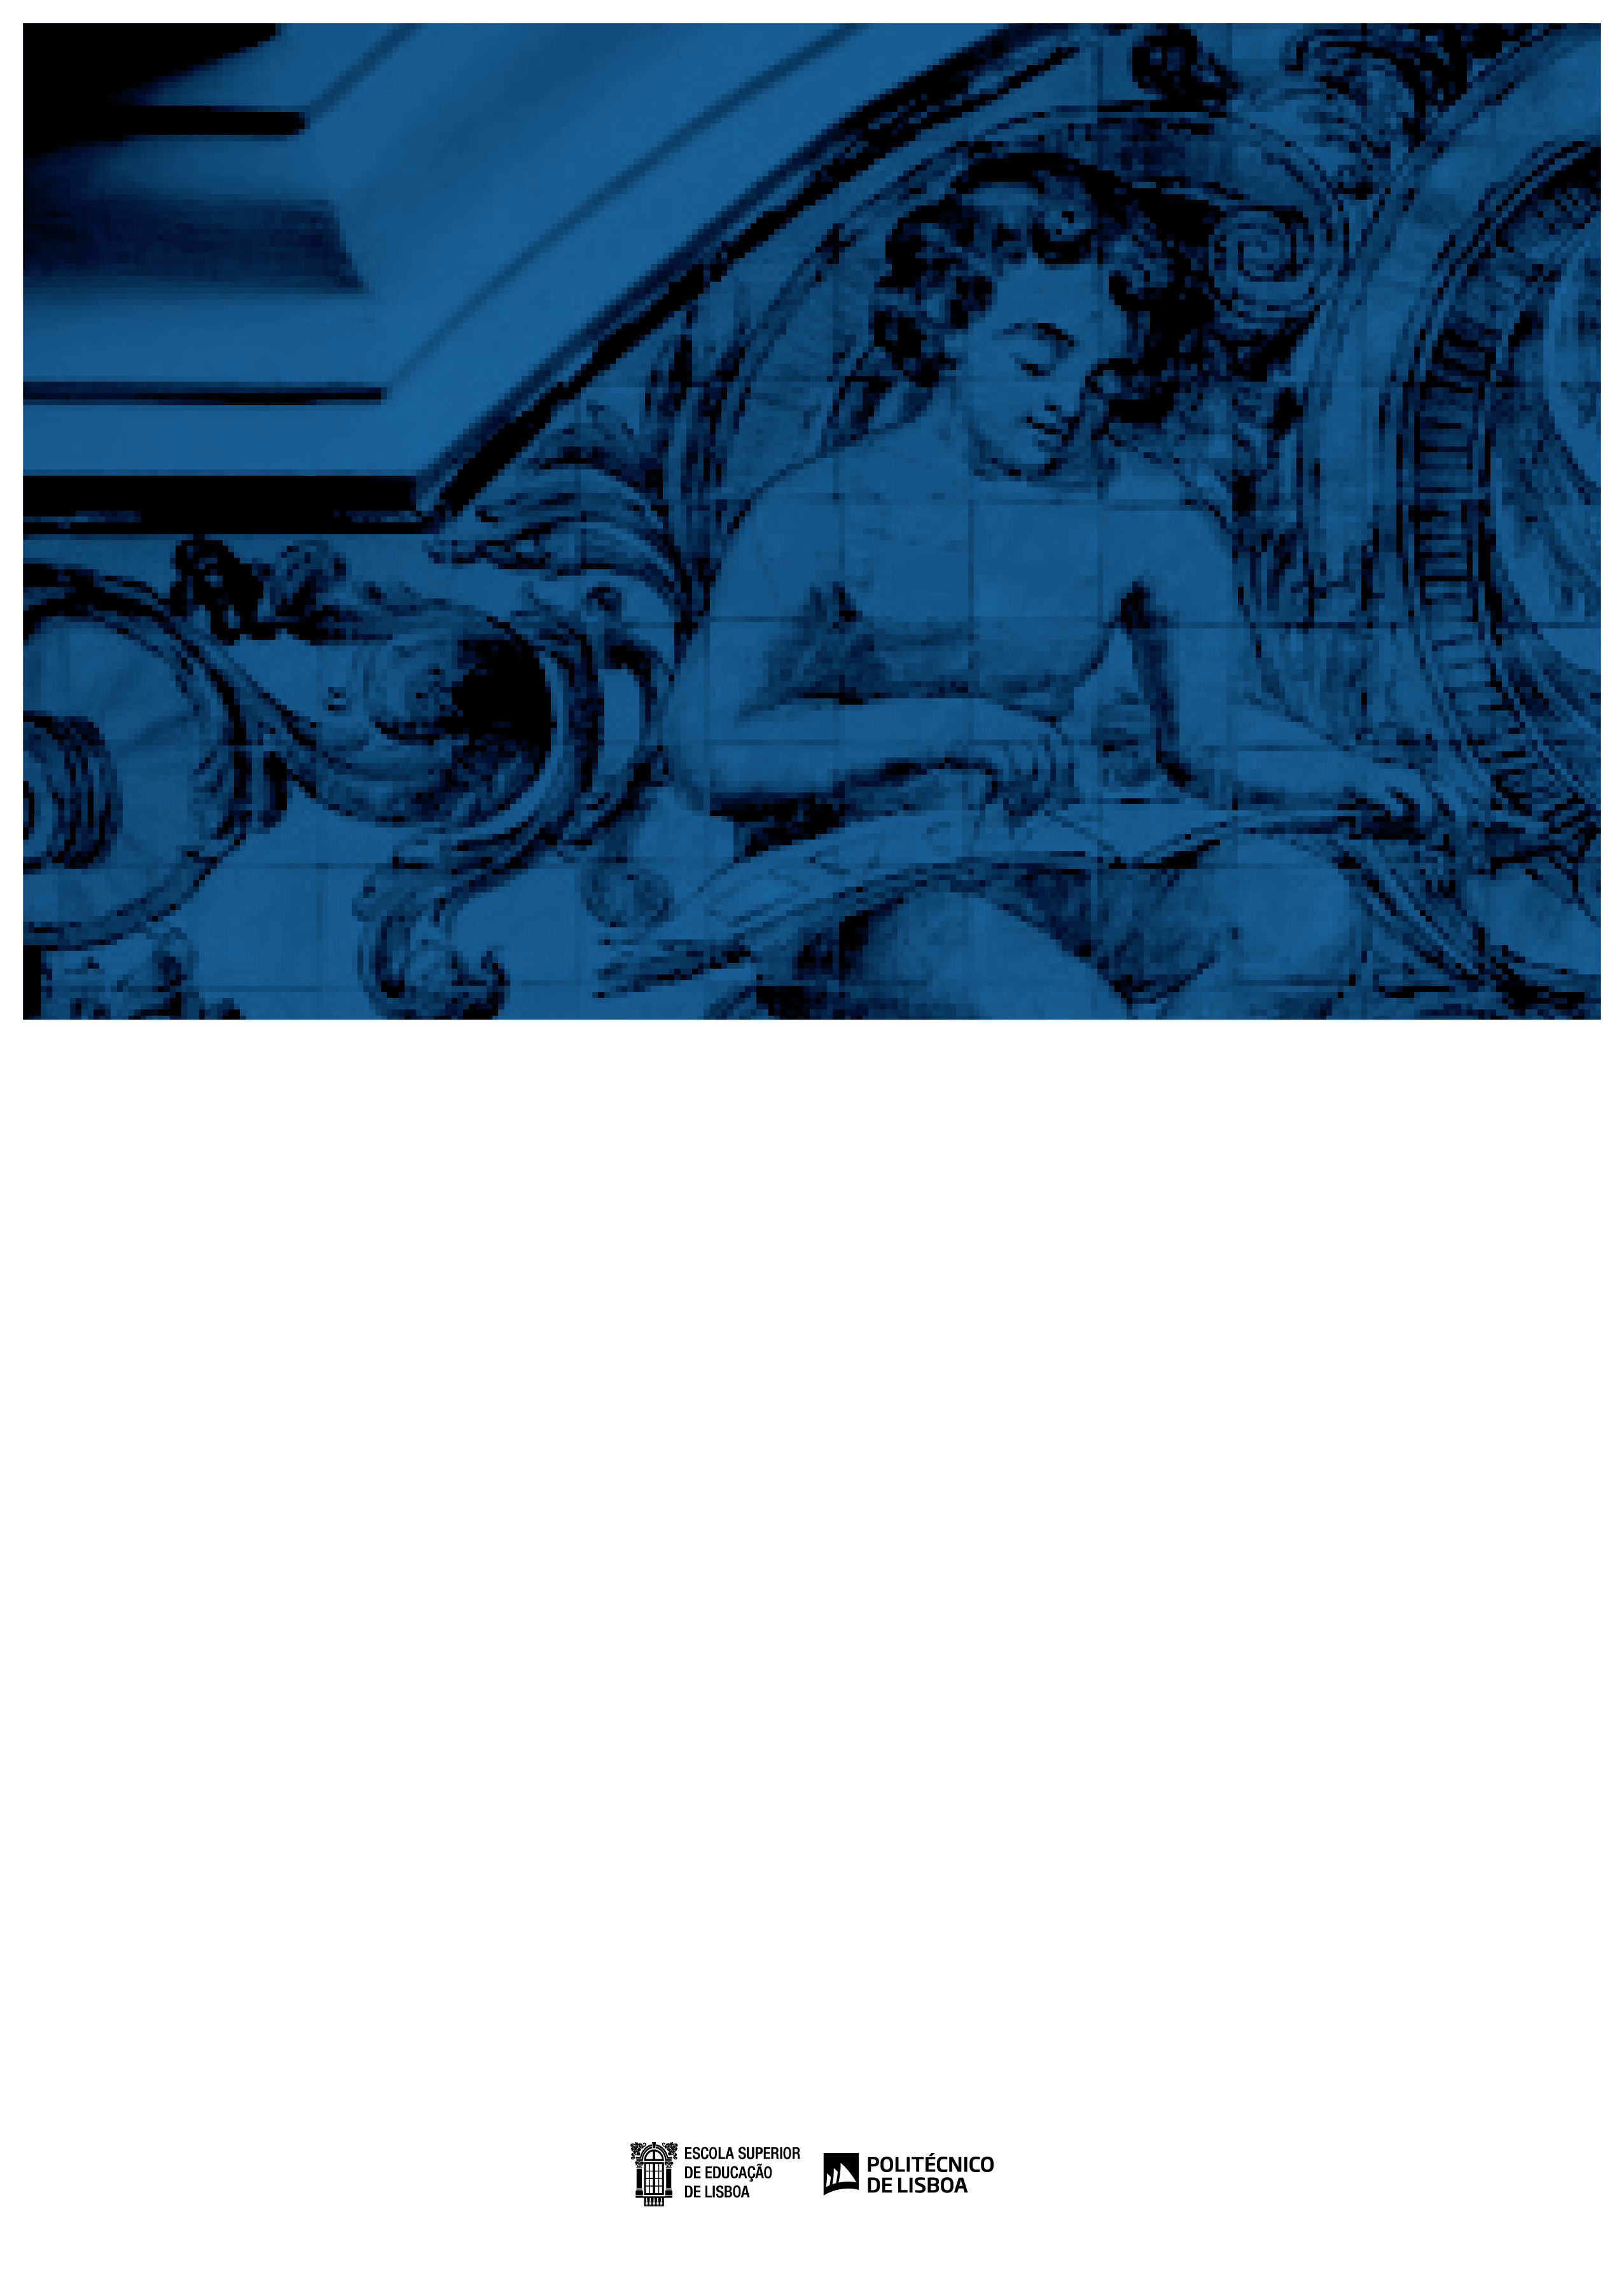 ESCOLA SUPERIOR
DE EDUCAÇÃO
DE LISBOA
POLITÉCNICO
DE LISBOA